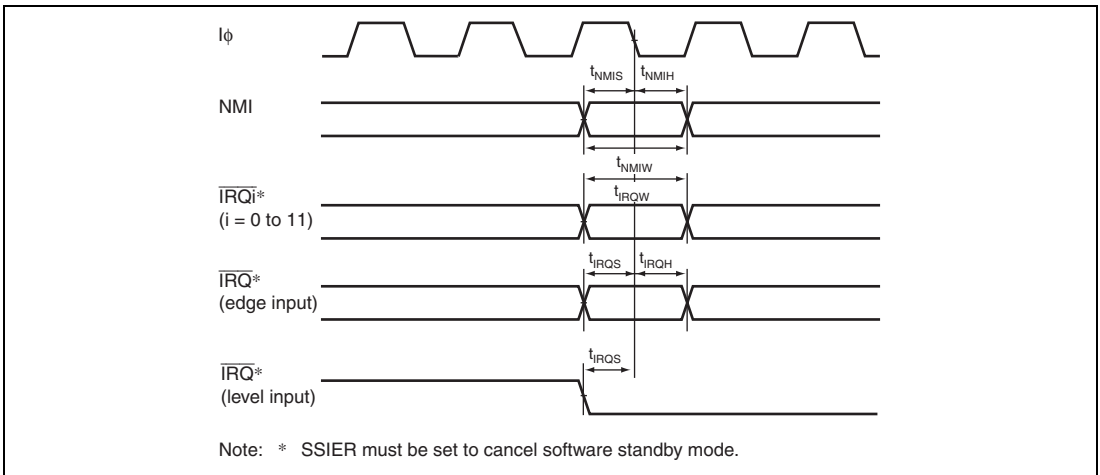 Iϕ
tNMIS tNMIH
NMI
tNMIW
IRQi*
(i = 0 to 11)
tIRQW
tIRQS tIRQH
IRQ*
(edge input)
tIRQS
IRQ*
(level input)
Note: * SSIER must be set to cancel software standby mode.